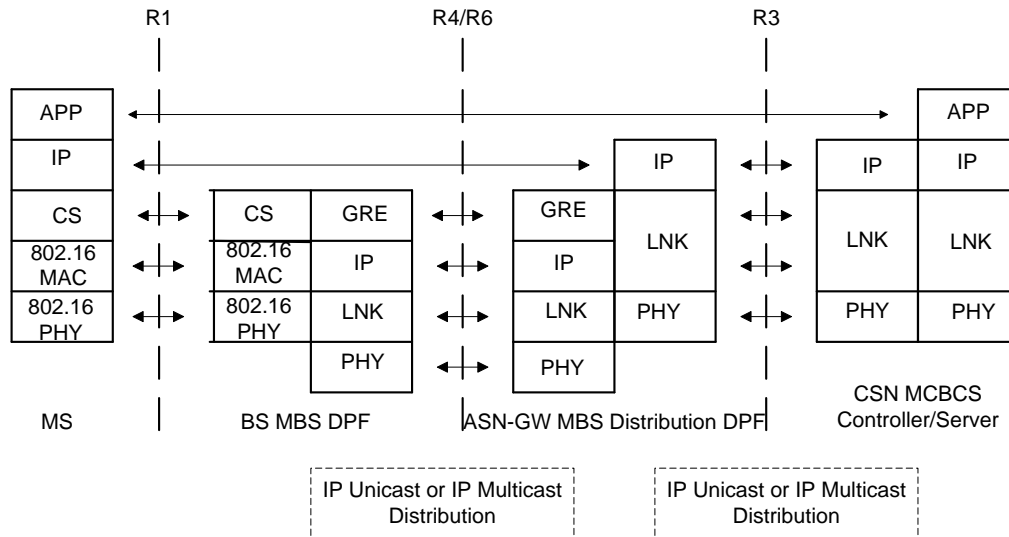 R1
R4/R6
R3
APP
APP
IP
IP
IP
IP
CS
CS
GRE
GRE
LNK
LNK
LNK
802.16
MAC
802.16
MAC
IP
IP
802.16
PHY
802.16
PHY
LNK
LNK
PHY
PHY
PHY
PHY
PHY
MS
BS MBS DPF
ASN-GW MBS Distribution DPF
CSN MCBCS
Controller/Server
IP Unicast or IP Multicast
Distribution
IP Unicast or IP Multicast
Distribution